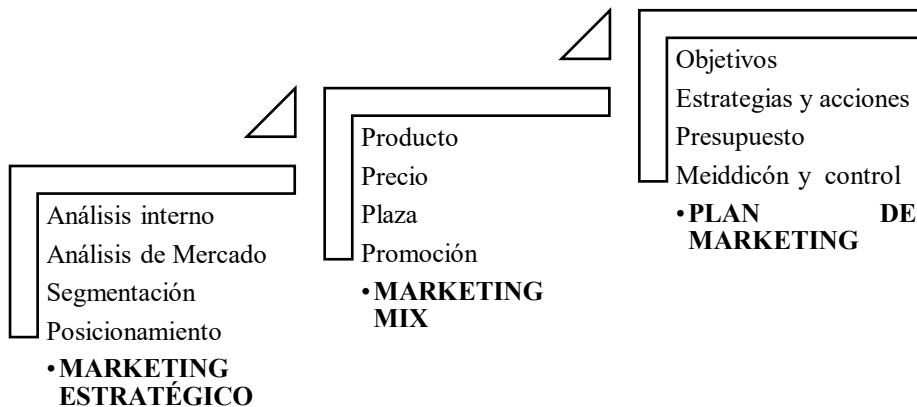 Análisis interno
Análisis de Mercado
Segmentación
Posicionamiento
•MARKETING
ESTRATÉGICO
Producto
Precio
Plaza
Promoción
•MARKETING
MIX
Objetivos
Estrategias y acciones
Presupuesto
Meiddicón y control
•PLAN DE
MARKETING